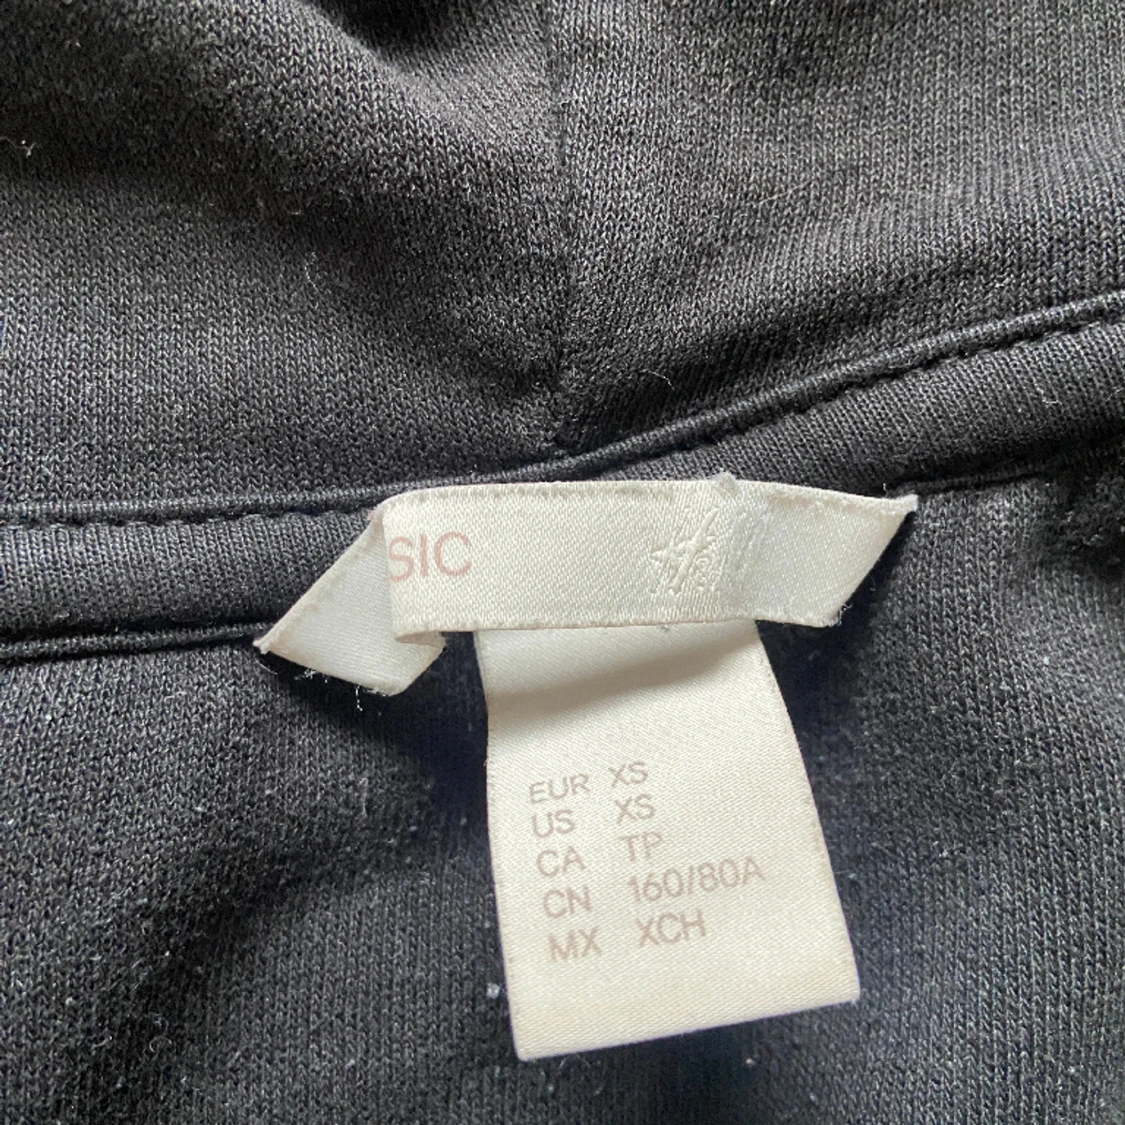 SIC
EUR XS
US XS
CA TP
CN 160/80A
MX XCH